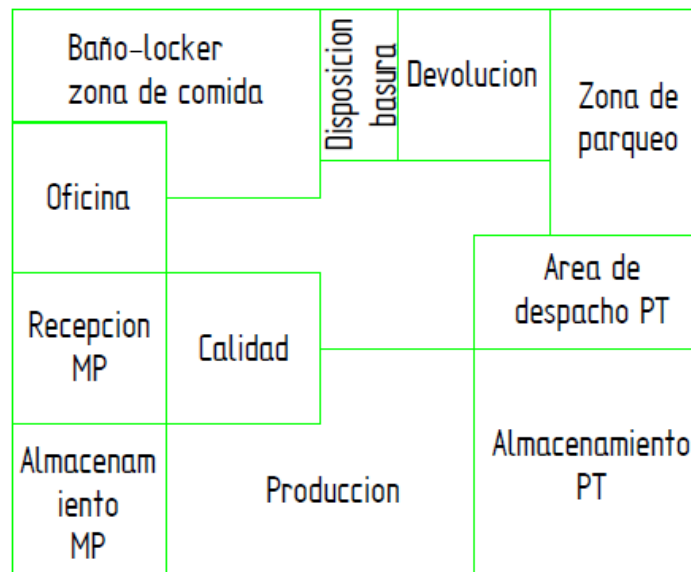 Baño-locker
zona de comida
Disposicion
basura
Devolucion
Zona de
parqueo
Oficina
Area de
despacho PT
Recepcion
MP
Calidad
Almacenam
iento
MP
Produccion
Almacenamiento
PT